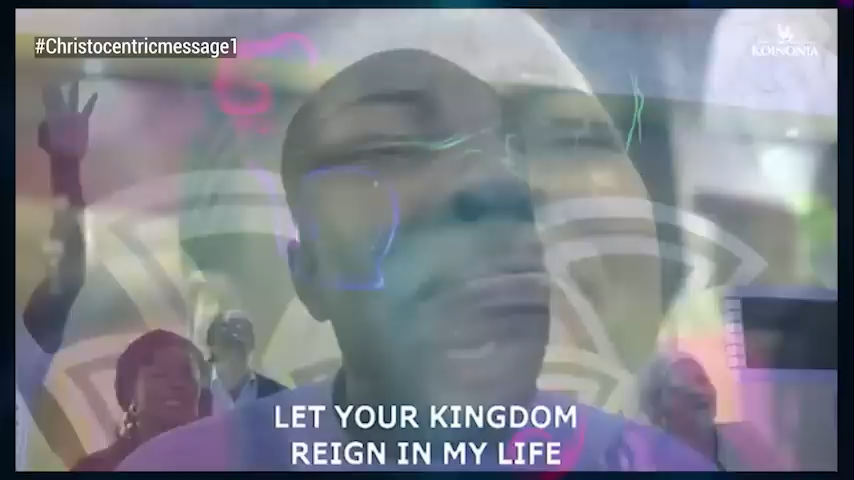 #Christocentricmessage1
KOINONIA
LET YOUR KINGDOM
REIGN IN MY LIFE